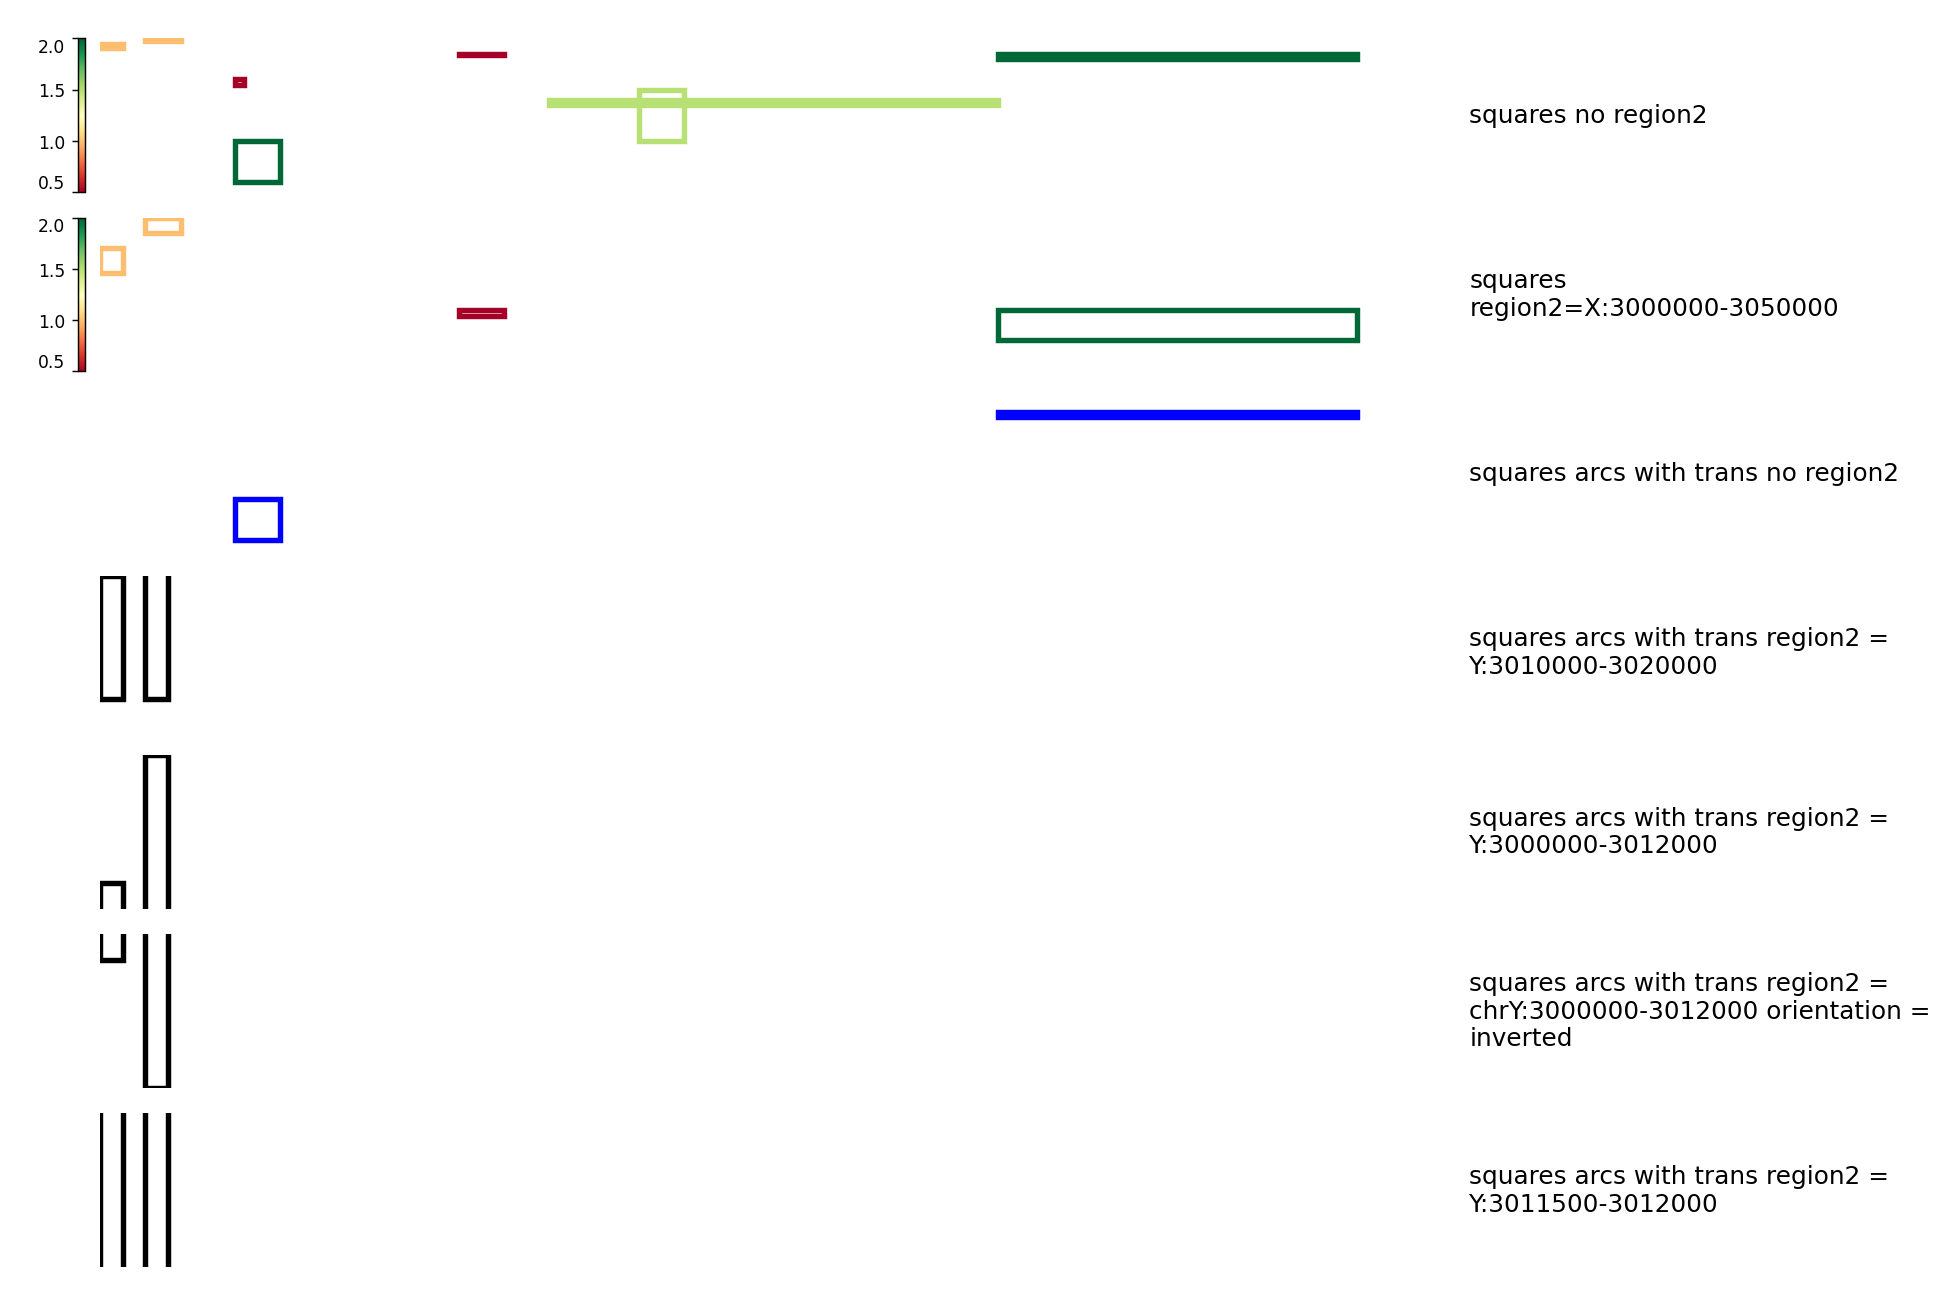 2.0
1.5
1.0
0.5
squares no region2
2.0
1.5
1.0
0.5
squares
region2=X:3000000-3050000
squares arcs with trans no region2
squares arcs with trans region2 =
Y:3010000-3020000
squares arcs with trans region2 =
Y:3000000-3012000
squares arcs with trans region2 =
chrY:3000000-3012000 orientation =
inverted
squares arcs with trans region2 =
Y:3011500-3012000